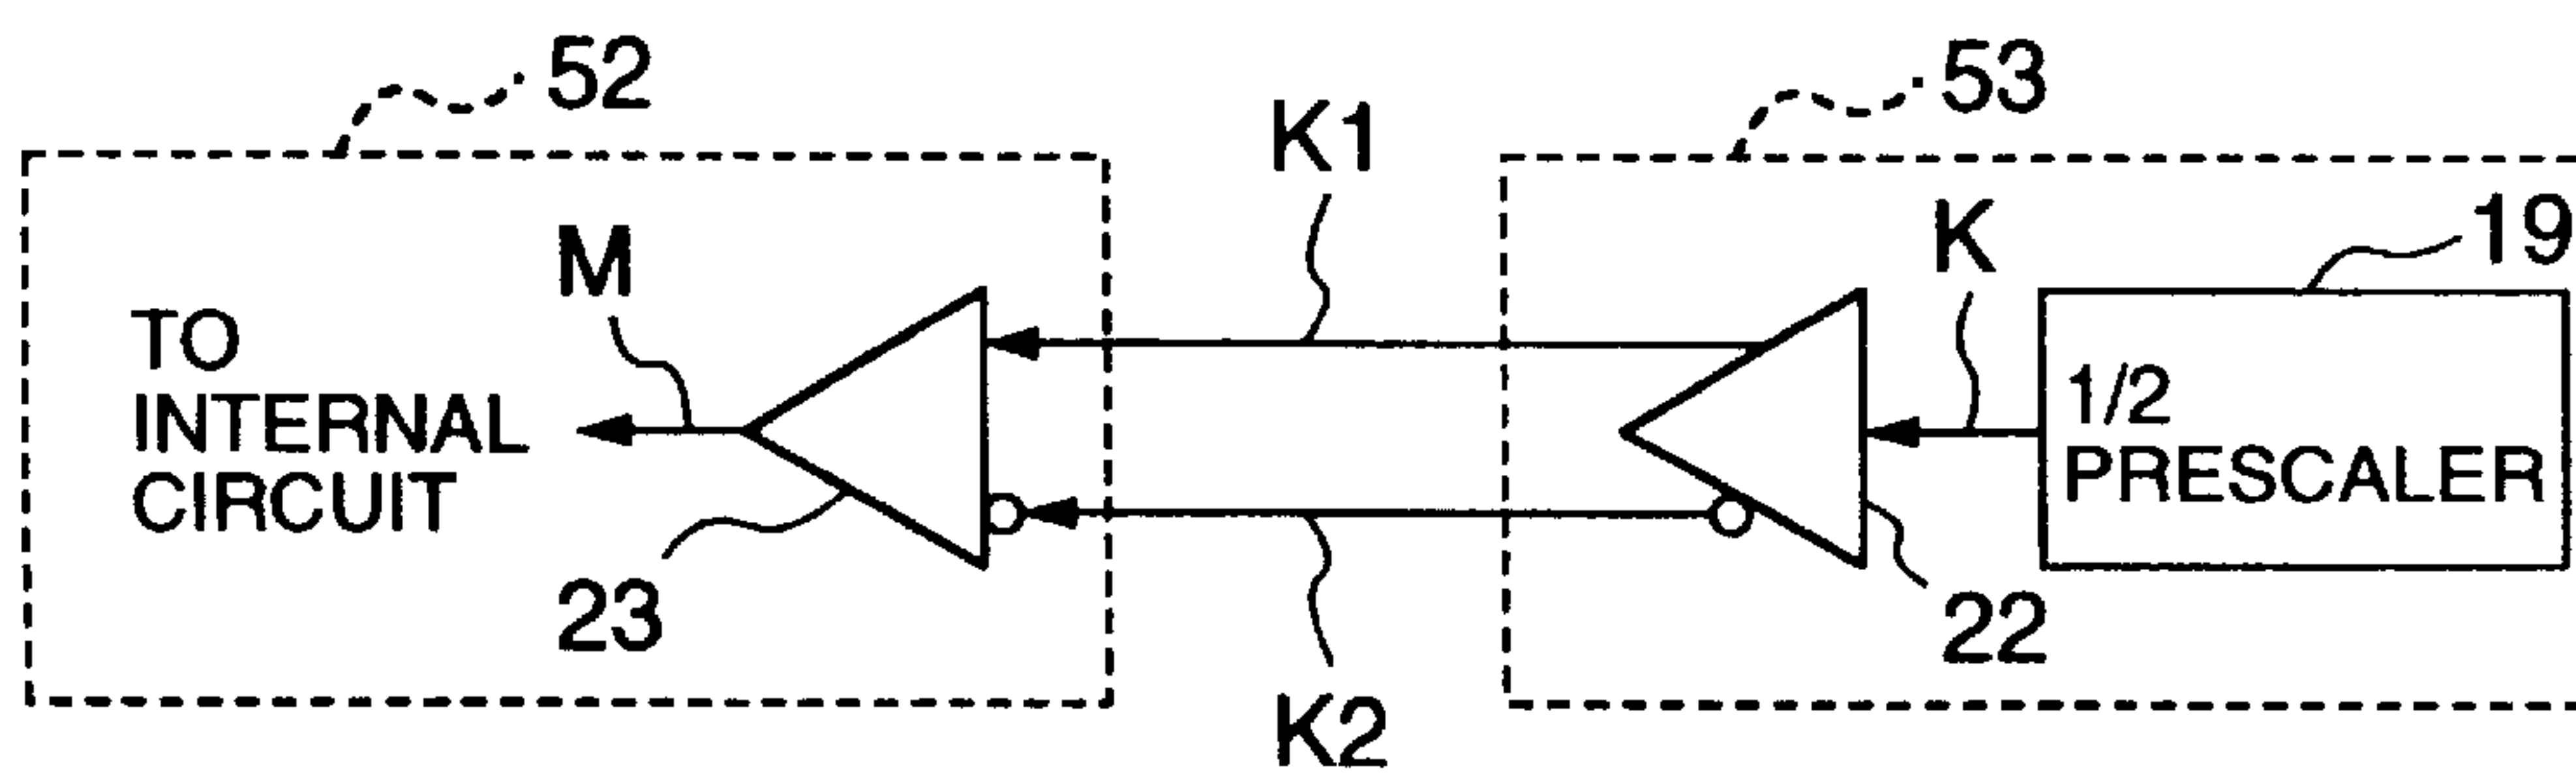 52
53
K1
K
19
M
TO
INTERNAL
CIRCUIT
1/2
PRESCALER
23
22
K2